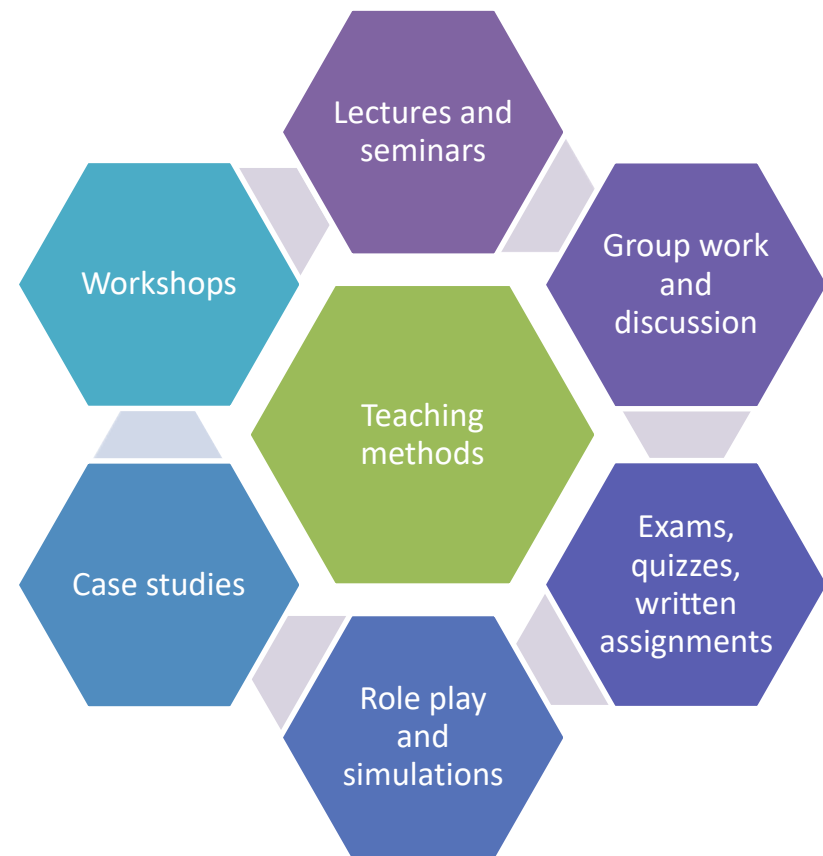 Lectures and
seminars
Group work
and
discussion
Exams,
quizzes,
written
assignments
Role play
and
simulations
Case studies
Workshops
Teaching
methods